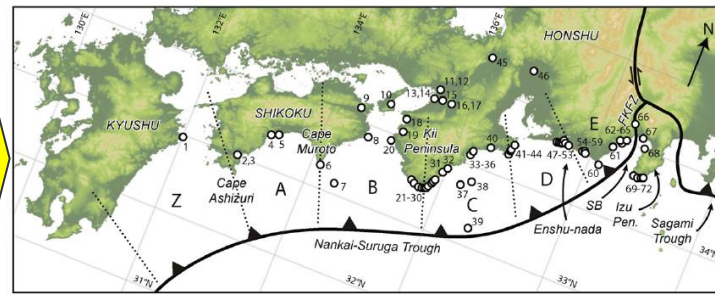 130°E
132°E
134°E
136°E
HONSHU
N
45
46
11,12
13,14
15
16,17
10
9
SHIKOKU
KYUSHU
1
2,3
4
5
Cape
Muroto
6
7
8
18
19
20
Kii
Peninsula
21-30
31
32
33-36
37
38
39
40
41-44
47-53
54-59
60
61
62-65
66
67
68
69-72
FKFZ
Z
A
B
C
D
E
Cape
Ashizuri
Nankai-Suruga Trough
Enshu-nada
SB
Izu
Pen.
Sagami
Trough
31°N
32°N
33°N
34°N